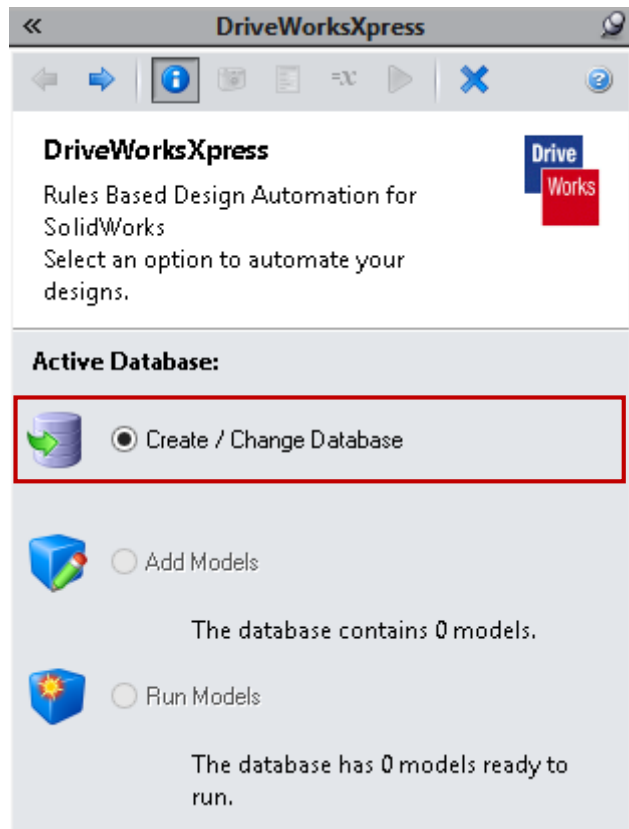 «
DriveWorksXpress
=x
?
DriveWorksXpress
Drive
Works
Rules Based Design Automation for
SolidWorks
Select an option to automate your
designs.
Active Database:
Create / Change Database
Add Models
The database contains 0 models.
Run Models
The database has 0 models ready to
run.